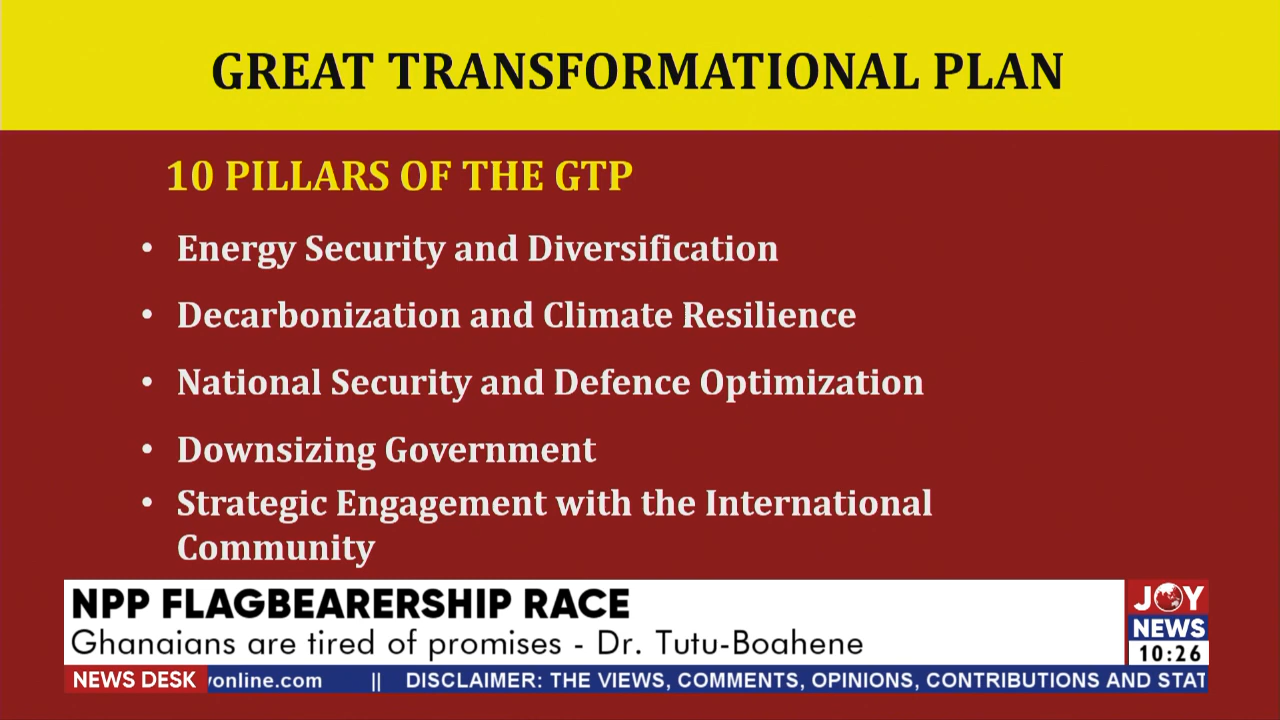 GREAT TRANSFORMATIONAL PLAN
10 PILLARS OF THE GTP
• Energy Security and Diversification
• Decarbonization and Climate Resilience
• National Security and Defence Optimization
• Downsizing Government
• Strategic Engagement with the International
Community
NPP FLAGBEARERSHIP RACE
Ghanaians are tired of promises - Dr. Tutu-Boahene
JOY
NEWS
10:26
NEWS DESK
online.com || DISCLAIMER: THE VIEWS, COMMENTS, OPINIONS, CONTRIBUTIONS AND STAT